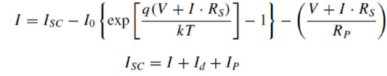 I = I_{SC} − I_0 { exp [ q(V + I · R_S) / kT ] − 1 } − ( (V + I · R_S) / R_P )
I_{SC} = I + I_d + I_P